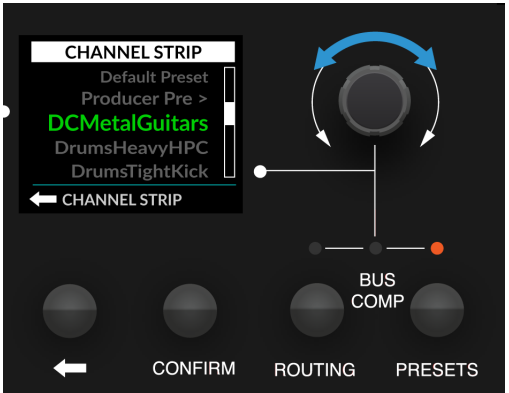 CHANNEL STRIP
Default Preset
Producer Pre >
DCMetalGuitars
DrumsHeavyHPC
DrumsTightKick
CHANNEL STRIP
BUS
COMP
CONFIRM
ROUTING
PRESETS